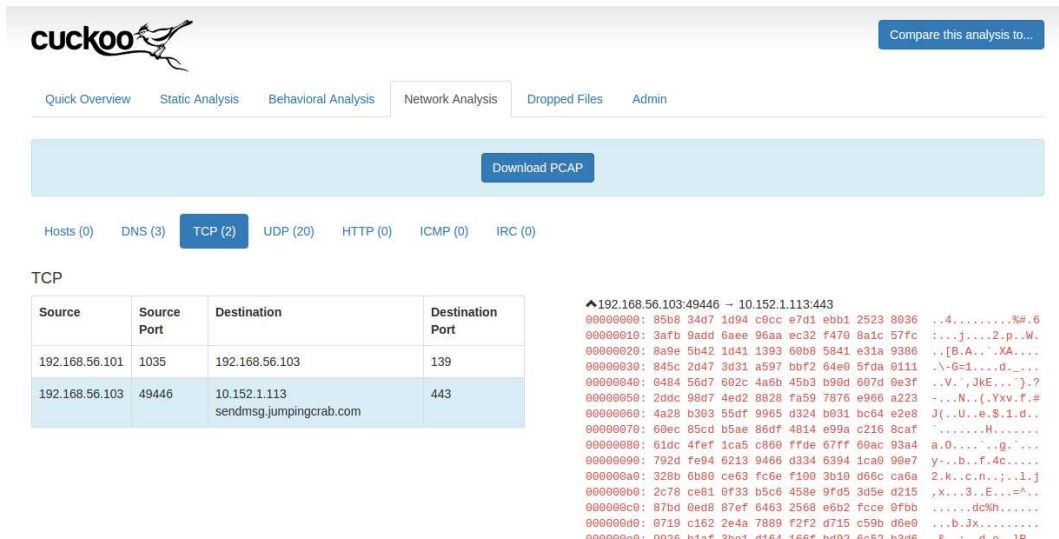 cuckoo
Compare this analysis to...
Quick Overview Static Analysis Behavioral Analysis Network Analysis Dropped Files Admin
Download PCAP
Hosts (0) DNS (3) TCP (2) UDP (20) HTTP (0) ICMP (0) IRC (0)
TCP
Source Source Port Destination Destination Port
192.168.56.101 1035 192.168.56.103 139
192.168.56.103 49446 10.152.1.113 sendmsg.jumpingcrab.com 443
192.168.56.103:49446 → 10.152.1.113:443
00000000: 85b8 34d7 1d94 c0cc e7d1 ebb1 2523 8036 ..4.........%#.6
00000010: 3afb 9add 6aee 96aa ec32 f470 8a1c 57fc :...j....2.p..W.
00000020: 8a9e 5b42 1d41 1393 60b8 5841 e31a 9386 ..[B.A..`.XA....
00000030: 845c 2d47 3d31 a597 bbf2 64e0 5fda 0111 .\-G=1....d._...
00000040: 0484 56d7 602c 4a6b 45b3 b90d 607d 0e3f ..V.`,JkE...`}.?
00000050: 2ddc 98d7 4ed2 8828 fa59 7876 e966 a223 -...N..(.Yxv.f.#
00000060: 4a28 b303 55df 9965 d324 b031 bc64 e2e8 J(..U..e.$.1.d..
00000070: 60ec 85cd b5ae 86df 4814 e99a c216 8caf `.......H.......
00000080: 61dc 4fef 1ca5 c860 ffde 67ff 60ac 93a4 a.O....`..g.`...
00000090: 792d fe94 6213 9466 d334 6394 1ca0 90e7 y-..b..f.4c.....
000000a0: 328b 6b80 ce63 fc6e f100 3b10 d66c ca6a 2.k..c.n..;..l.j
000000b0: 2c78 ce81 0f33 b5c6 458e 9fd5 3d5e d215 ,x...3..E...=^..
000000c0: 87bd 0ed8 87ef 6463 2568 e6b2 fcce 0fbb ......dc%h......
000000d0: 0719 c162 2e4a 7889 f2f2 d715 c59b d6e0 ...b.Jx.........